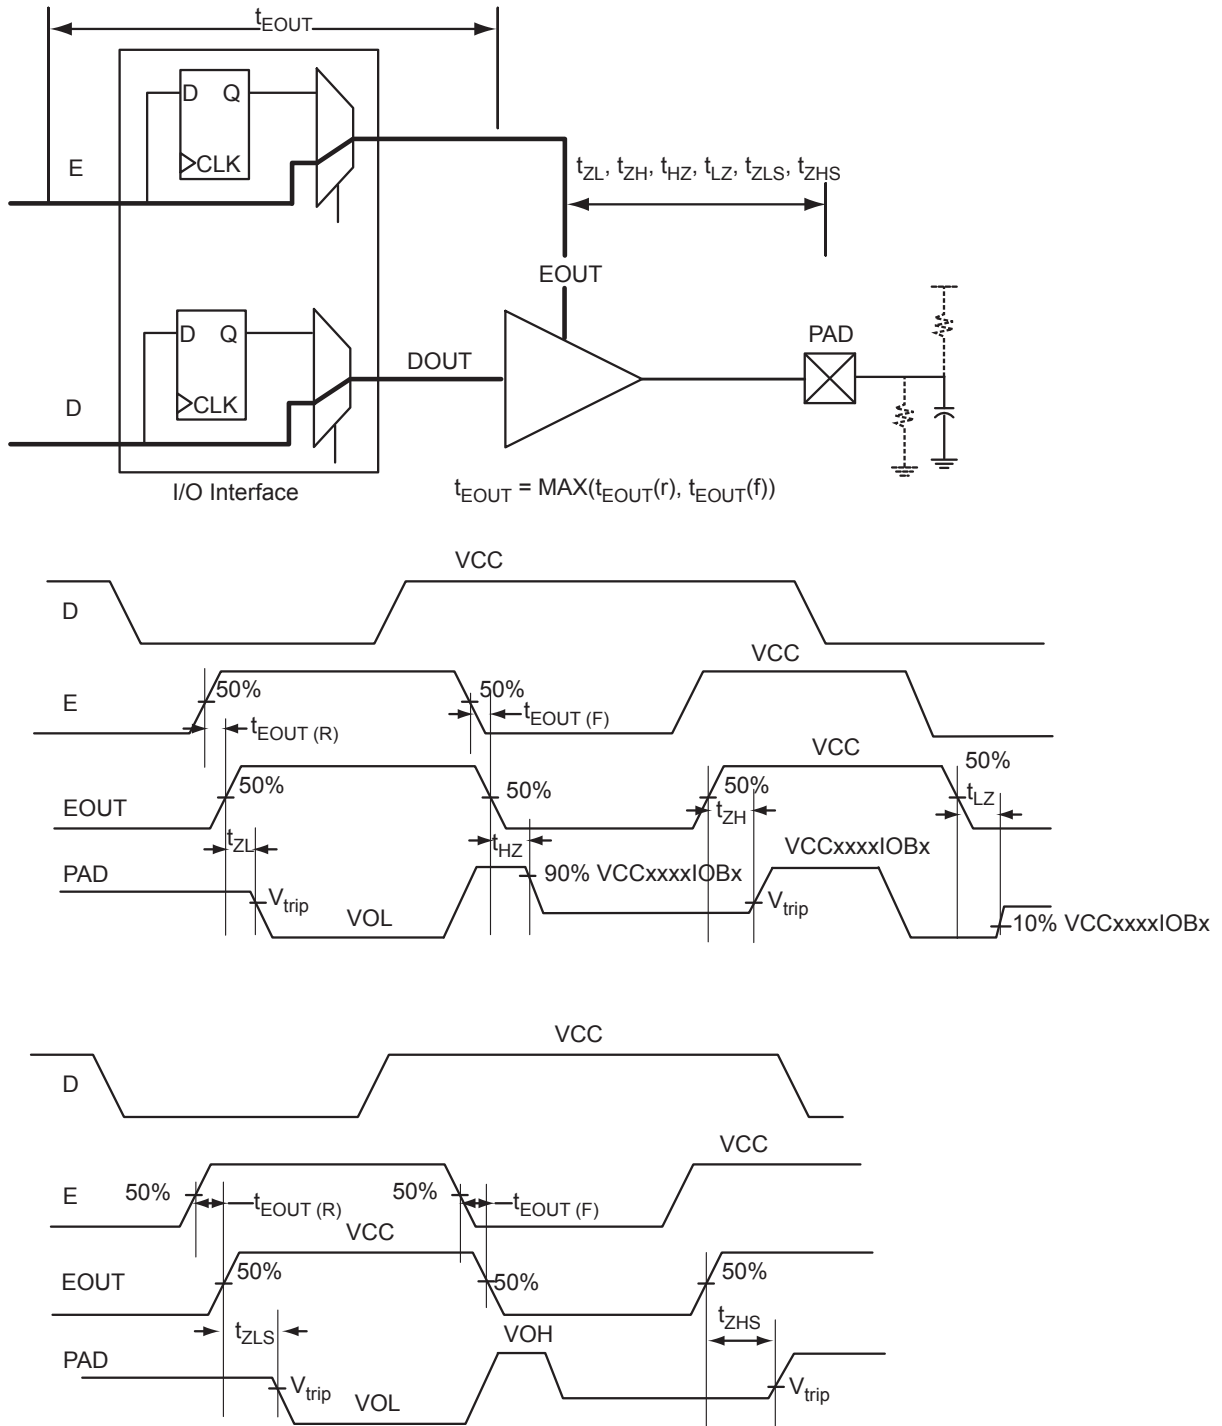 tEOUT
D Q
CLK
E
tZL, tZH, tHZ, tLZ, tZLS, tZHS
EOUT
D Q
CLK
DOUT
PAD
D
I/O Interface
tEOUT = MAX(tEOUT(r), tEOUT(f))
VCC
D
VCC
E
50%
50%
tEOUT (R)
tEOUT (F)
VCC
50%
EOUT
50%
50%
50%
tZL
tHZ
tZH
tLZ
PAD
90% VCCxxxxIOBx
VCCxxxxIOBx
Vtrip
VOL
Vtrip
10% VCCxxxxIOBx
VCC
D
VCC
E
50%
50%
tEOUT (R)
tEOUT (F)
VCC
EOUT
50%
50%
50%
tZLS
VOH
tZHS
PAD
Vtrip
VOL
Vtrip